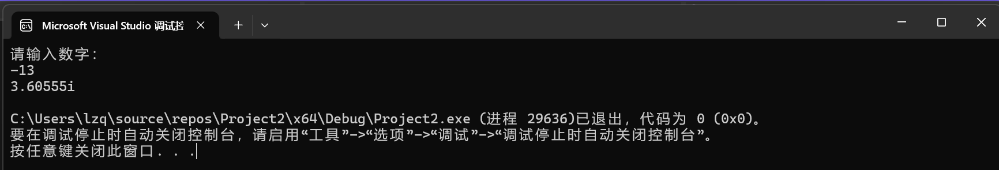 Microsoft Visual Studio 调试控
请输入数字：
-13
3.60555i
C:\Users\lzq\source\repos\Project2\x64\Debug\Project2.exe (进程 29636)已退出，代码为 0 (0x0)。
要在调试停止时自动关闭控制台，请启用“工具”->“选项”->“调试”->“调试停止时自动关闭控制台”。
按任意键关闭此窗口. . .